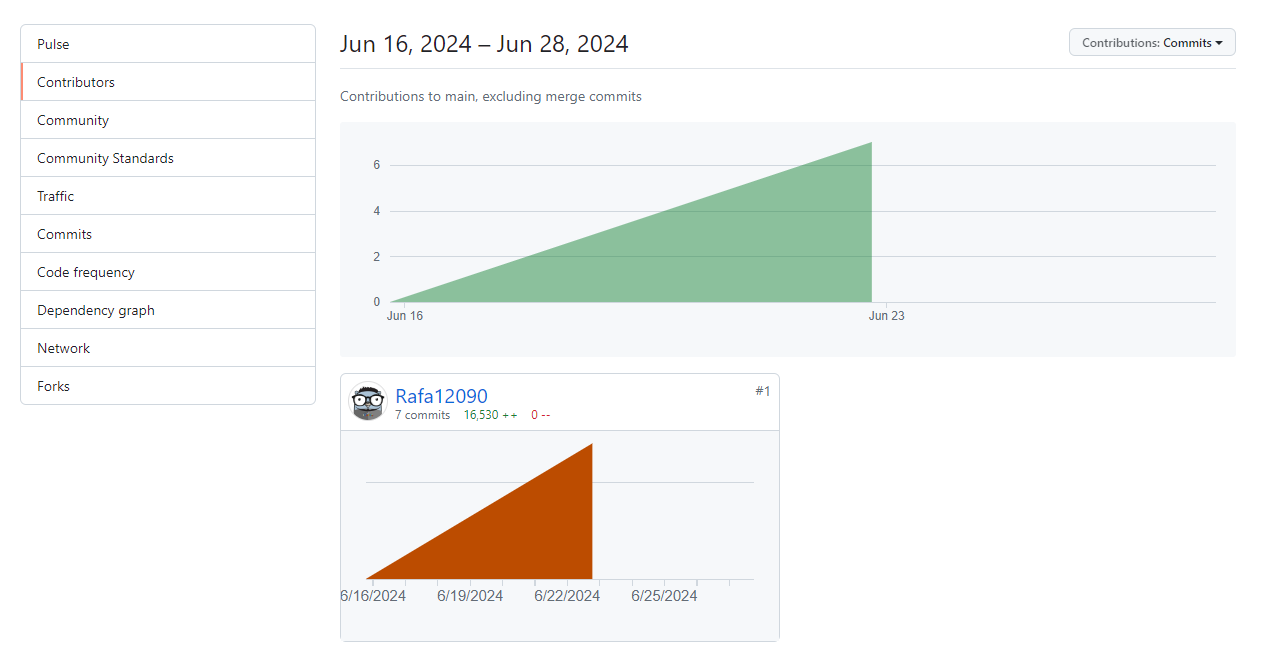 Pulse
Contributors
Community
Community Standards
Traffic
Commits
Code frequency
Dependency graph
Network
Forks
Jun 16, 2024 – Jun 28, 2024
Contributions: Commits
Contributions to main, excluding merge commits
6
4
2
0
Jun 16 Jun 23
Rafa12090 #1
7 commits 16,530 ++ 0 --
6/16/2024 6/19/2024 6/22/2024 6/25/2024